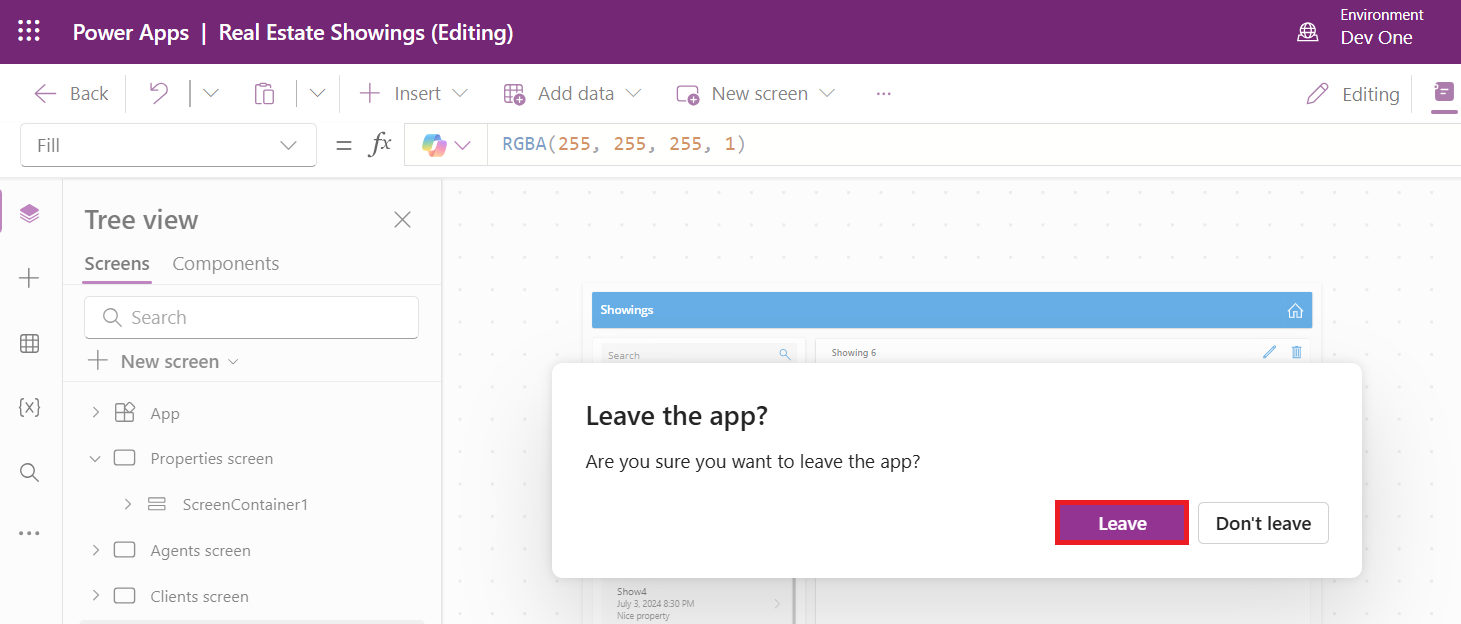 Power Apps | Real Estate Showings (Editing)
Environment
Dev One
Back
Insert
Add data
New screen
Editing
Fill
= fx
RGBA(255, 255, 255, 1)
Tree view
Screens
Components
Search
New screen
App
Properties screen
ScreenContainer1
Agents screen
Clients screen
Showings
Search
Showing 6
Leave the app?
Are you sure you want to leave the app?
Leave
Don't leave
Show4
July 3, 2024 8:30 PM
Nice property